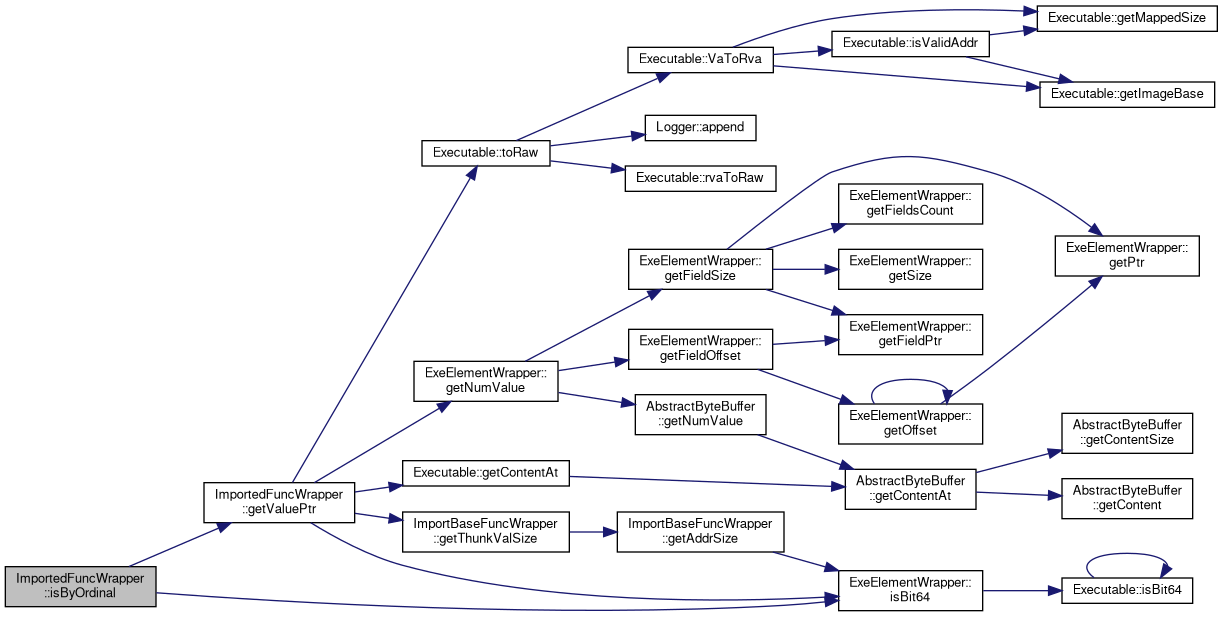 Executable::getMappedSize
Executable::isValidAddr
Executable::VaToRva
Executable::getImageBase
Logger::append
Executable::toRaw
Executable::rvaToRaw
ExeElementWrapper::
getFieldsCount
ExeElementWrapper::
getPtr
ExeElementWrapper::
getFieldSize
ExeElementWrapper::
getSize
ExeElementWrapper::
getFieldPtr
ExeElementWrapper::
getFieldOffset
ExeElementWrapper::
getNumValue
AbstractByteBuffer
::getNumValue
ExeElementWrapper::
getOffset
AbstractByteBuffer
::getContentSize
Executable::getContentAt
AbstractByteBuffer
::getContentAt
AbstractByteBuffer
::getContent
ImportedFuncWrapper
::getValuePtr
ImportBaseFuncWrapper
::getThunkValSize
ImportBaseFuncWrapper
::getAddrSize
ImportedFuncWrapper
::isByOrdinal
ExeElementWrapper::
isBit64
Executable::isBit64